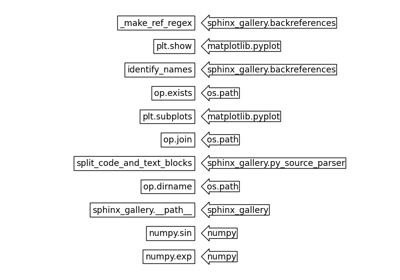 _make_ref_regex sphinx_gallery.backreferences
plt.show matplotlib.pyplot
identify_names sphinx_gallery.backreferences
op.exists os.path
plt.subplots matplotlib.pyplot
op.join os.path
split_code_and_text_blocks sphinx_gallery.py_source_parser
op.dirname os.path
sphinx_gallery.__path__ sphinx_gallery
numpy.sin numpy
numpy.exp numpy